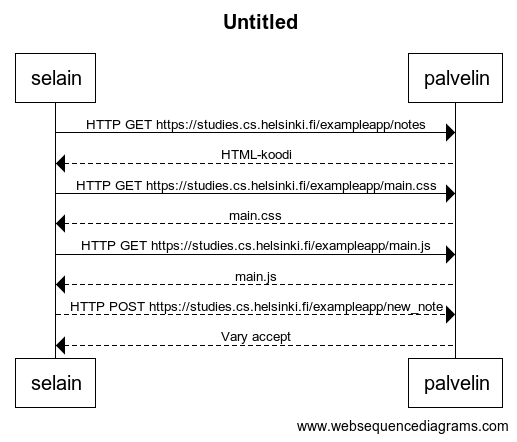 Untitled
selain palvelin
HTTP GET https://studies.cs.helsinki.fi/exampleapp/notes
HTML-koodi
HTTP GET https://studies.cs.helsinki.fi/exampleapp/main.css
main.css
HTTP GET https://studies.cs.helsinki.fi/exampleapp/main.js
main.js
HTTP POST https://studies.cs.helsinki.fi/exampleapp/new_note
Vary accept
selain palvelin
www.websequencediagrams.com